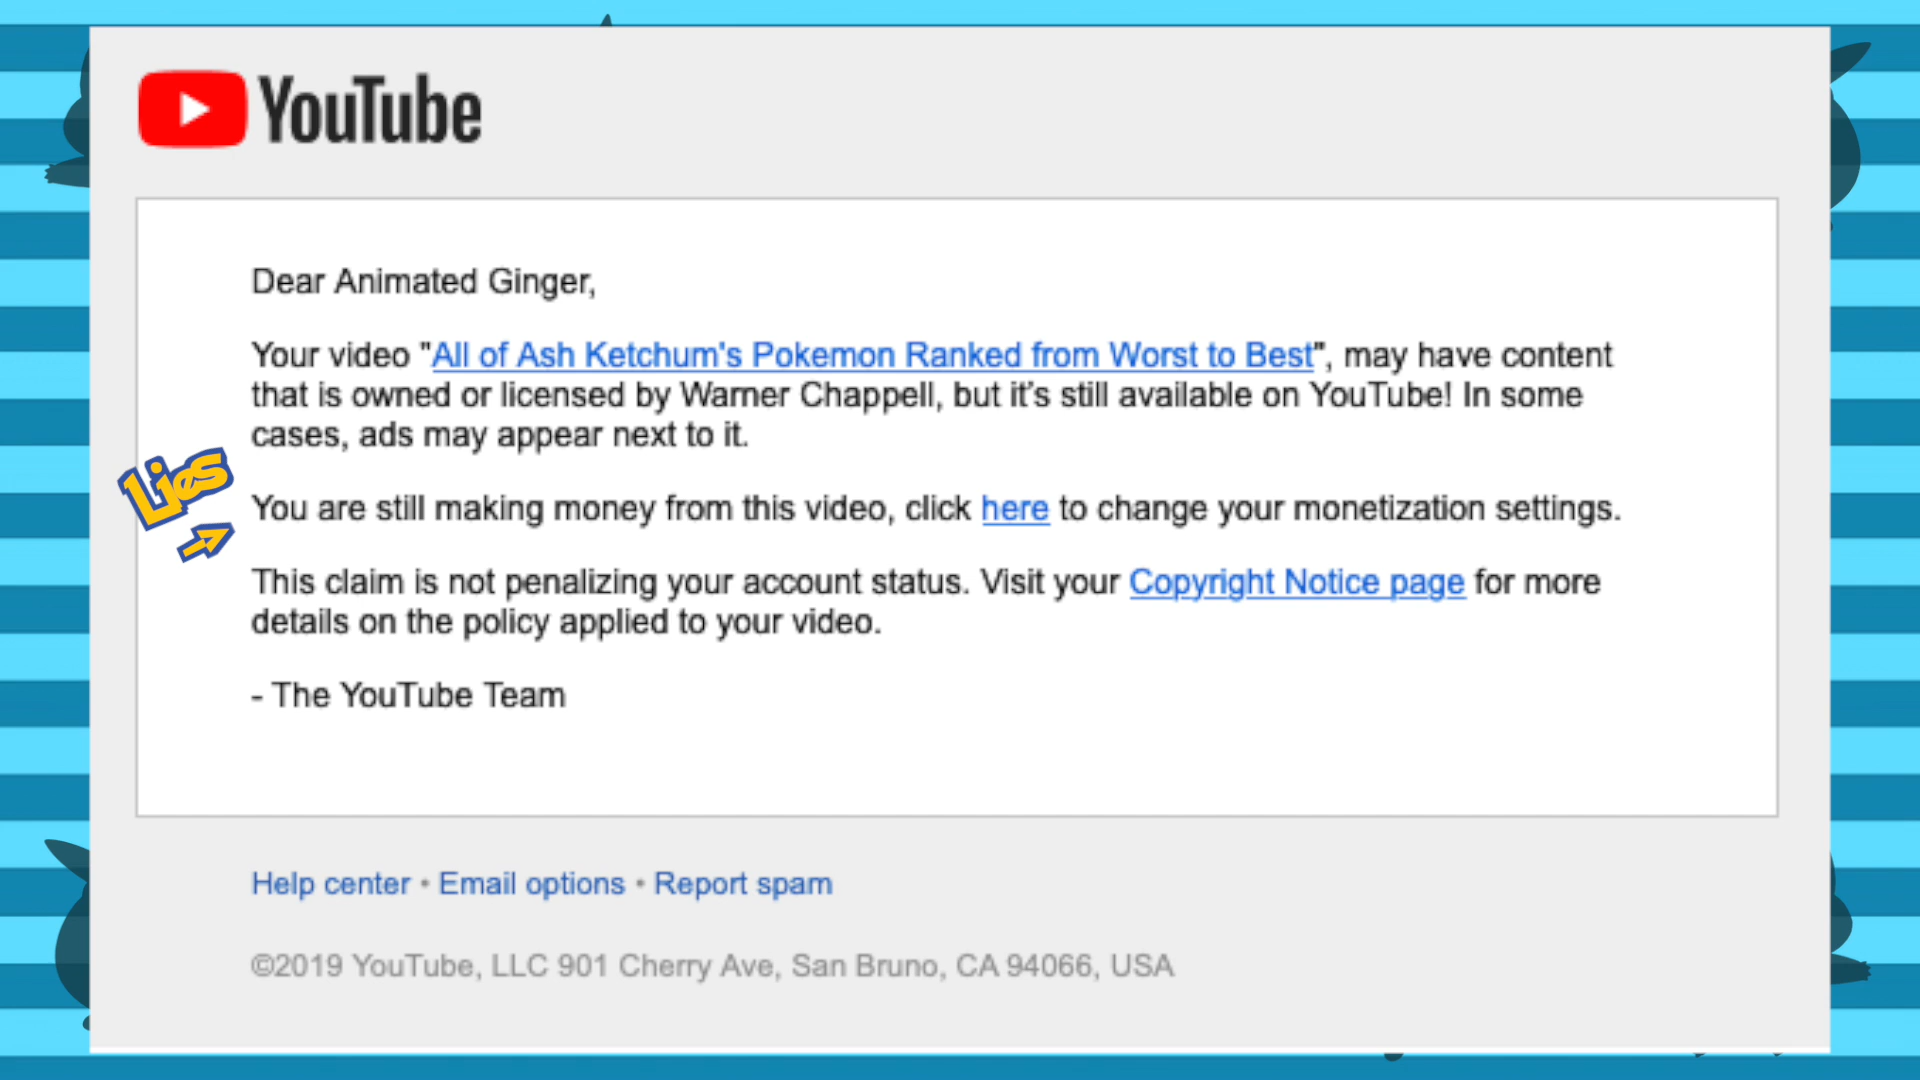 YouTube
Dear Animated Ginger,
Your video "All of Ash Ketchum's Pokemon Ranked from Worst to Best", may have content
that is owned or licensed by Warner Chappell, but it's still available on YouTube! In some
cases, ads may appear next to it.
Lies
You are still making money from this video, click here to change your monetization settings.
This claim is not penalizing your account status. Visit your Copyright Notice page for more
details on the policy applied to your video.
- The YouTube Team
Help center • Email options • Report spam
©2019 YouTube, LLC 901 Cherry Ave, San Bruno, CA 94066, USA